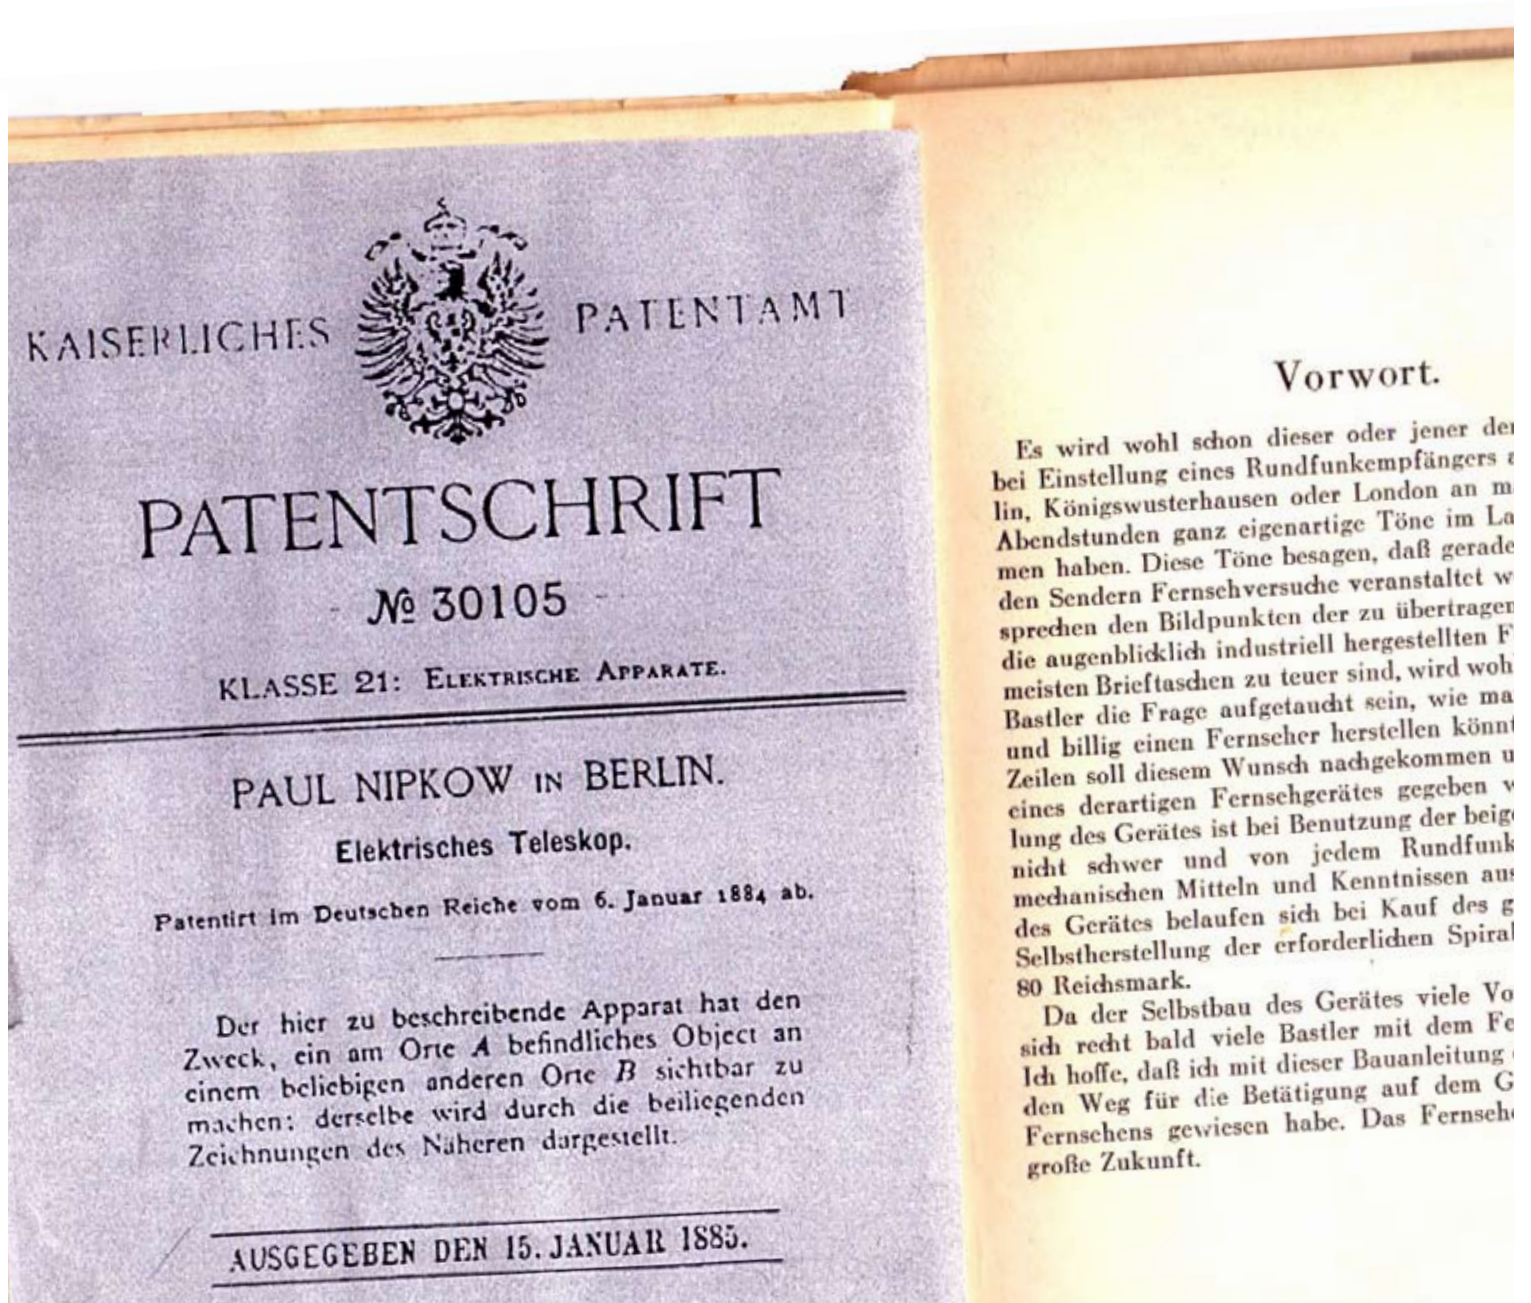 KAISERLICHES PATENTAMT
PATENTSCHRIFT
№ 30105
KLASSE 21: ELEKTRISCHE APPARATE.
PAUL NIPKOW IN BERLIN.
Elektrisches Teleskop.
Patentirt im Deutschen Reiche vom 6. Januar 1884 ab.
Der hier zu beschreibende Apparat hat den
Zweck, ein am Orte A befindliches Object an
einem beliebigen anderen Orte B sichtbar zu
machen; derselbe wird durch die beiliegenden
Zeichnungen des Näheren dargestellt.
AUSGEGEBEN DEN 15. JANUAR 1885.
Vorwort.
Es wird wohl schon dieser oder jener
bei Einstellung eines Rundfunkempfängers
lin, Königswusterhausen oder London an
Abendstunden ganz eigenartige Töne im
men haben. Diese Töne besagen, daß gerade
den Sendern Fernsehversuche veranstaltet
sprechen den Bildpunkten der zu übertragen
die augenblicklich industriell hergestellten
meisten Brieftaschen zu teuer sind, wird
Bastler die Frage aufgetaucht sein, wie
und billig einen Fernseher herstellen
Zeilen soll diesem Wunsch nachgekommen
eines derartigen Fernsehgerätes gegeben
lung des Gerätes ist bei Benutzung der
nicht schwer und von jedem
mechanischen Mitteln und Kenntnissen
des Gerätes belaufen sich bei Kauf des
Selbstherstellung der erforderlichen
80 Reichsmark.
Da der Selbstbau des Gerätes viele
sich recht bald viele Bastler mit dem
Ich hoffe, daß ich mit dieser Bauanleitung
den Weg für die Betätigung auf dem
Fernsehens gewiesen habe. Das
große Zukunft.